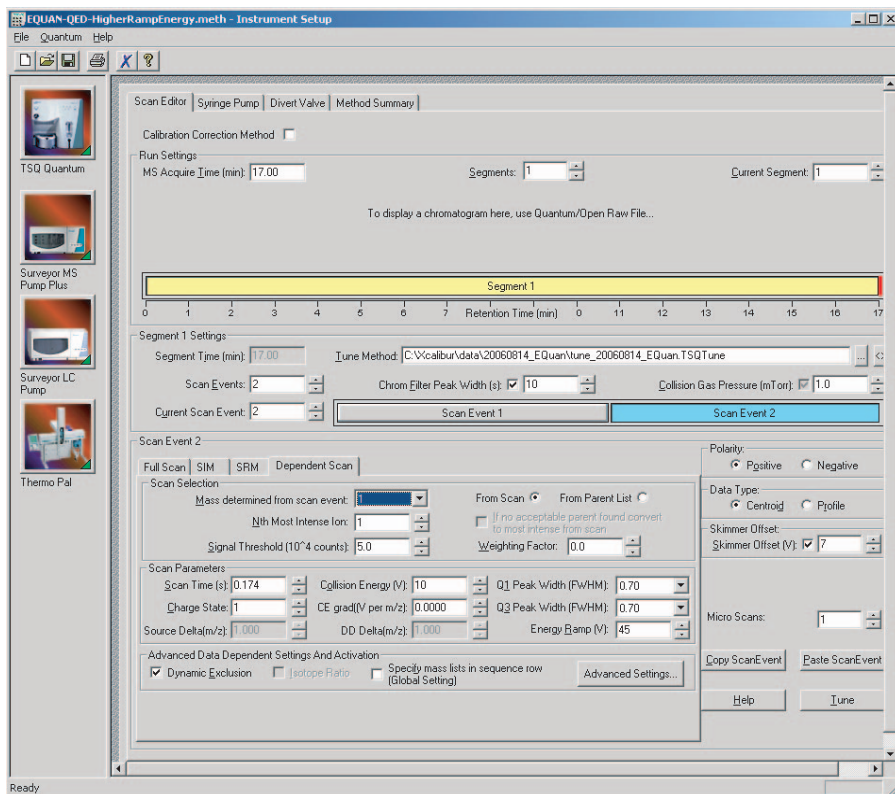 EQUAN-QED-HigherRampEnergy.meth - Instrument Setup
File Quantum Help
TSQ Quantum
Surveyor MS
Pump Plus
Surveyor LC
Pump
Thermo Pal
Scan Editor Syringe Pump Divert Valve Method Summary
Calibration Correction Method
Run Settings
MS Acquire Time (min): 17.00 Segments: 1 Current Segment: 1
To display a chromatogram here, use Quantum/Open Raw File...
Segment 1
0 1 2 3 4 5 6 7 Retention Time (min) 0 11 12 13 14 15 16 17
Segment 1 Settings
Segment Time (min): 17.00 Tune Method: C:\Xcalibur\data\20060814_EQuan\tune_20060814_EQuan.TSQTune ... <>
Scan Events: 2 Chrom Filter Peak Width (s): 10 Collision Gas Pressure (mTorr): 1.0
Current Scan Event: 2 Scan Event 1 Scan Event 2
Scan Event 2
Full Scan SIM SRM Dependent Scan
Scan Selection
Mass determined from scan event: 1 From Scan From Parent List
Nth Most Intense Ion: 1 If no acceptable parent found convert
to most intense from scan
Signal Threshold (10^4 counts): 5.0 Weighting Factor: 0.0
Scan Parameters
Scan Time (s): 0.174 Collision Energy (V): 10 Q1 Peak Width (FWHM): 0.70
Charge State: 1 CE grad((V per m/z): 0.0000 Q3 Peak Width (FWHM): 0.70
Source Delta(m/z): 1.000 DD Delta(m/z): 1.000 Energy Ramp (V): 45
Advanced Data Dependent Settings And Activation
Dynamic Exclusion Isotope Ratio Specify mass lists in sequence row
(Global Setting) Advanced Settings...
Polarity:
Positive Negative
Data Type:
Centroid Profile
Skimmer Offset:
Skimmer Offset (V): 7
Micro Scans: 1
Copy ScanEvent Paste ScanEvent
Help Tune
Ready